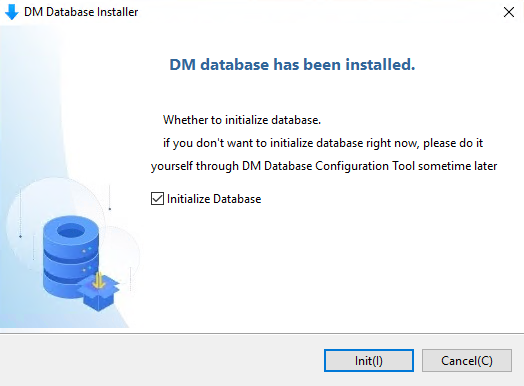 DM Database Installer
DM database has been installed.
Whether to initialize database.
if you don't want to initialize database right now, please do it
yourself through DM Database Configuration Tool sometime later
Initialize Database
Init(I)
Cancel(C)